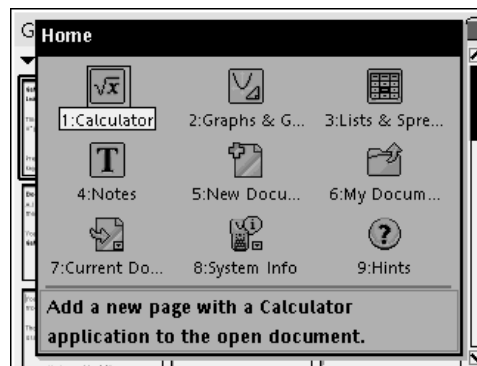 G
Home
1:Calculator
2:Graphs & G...
3:Lists & Spre...
4:Notes
5:New Docu...
6:My Docum...
7:Current Do...
8:System Info
9:Hints
Add a new page with a Calculator
application to the open document.